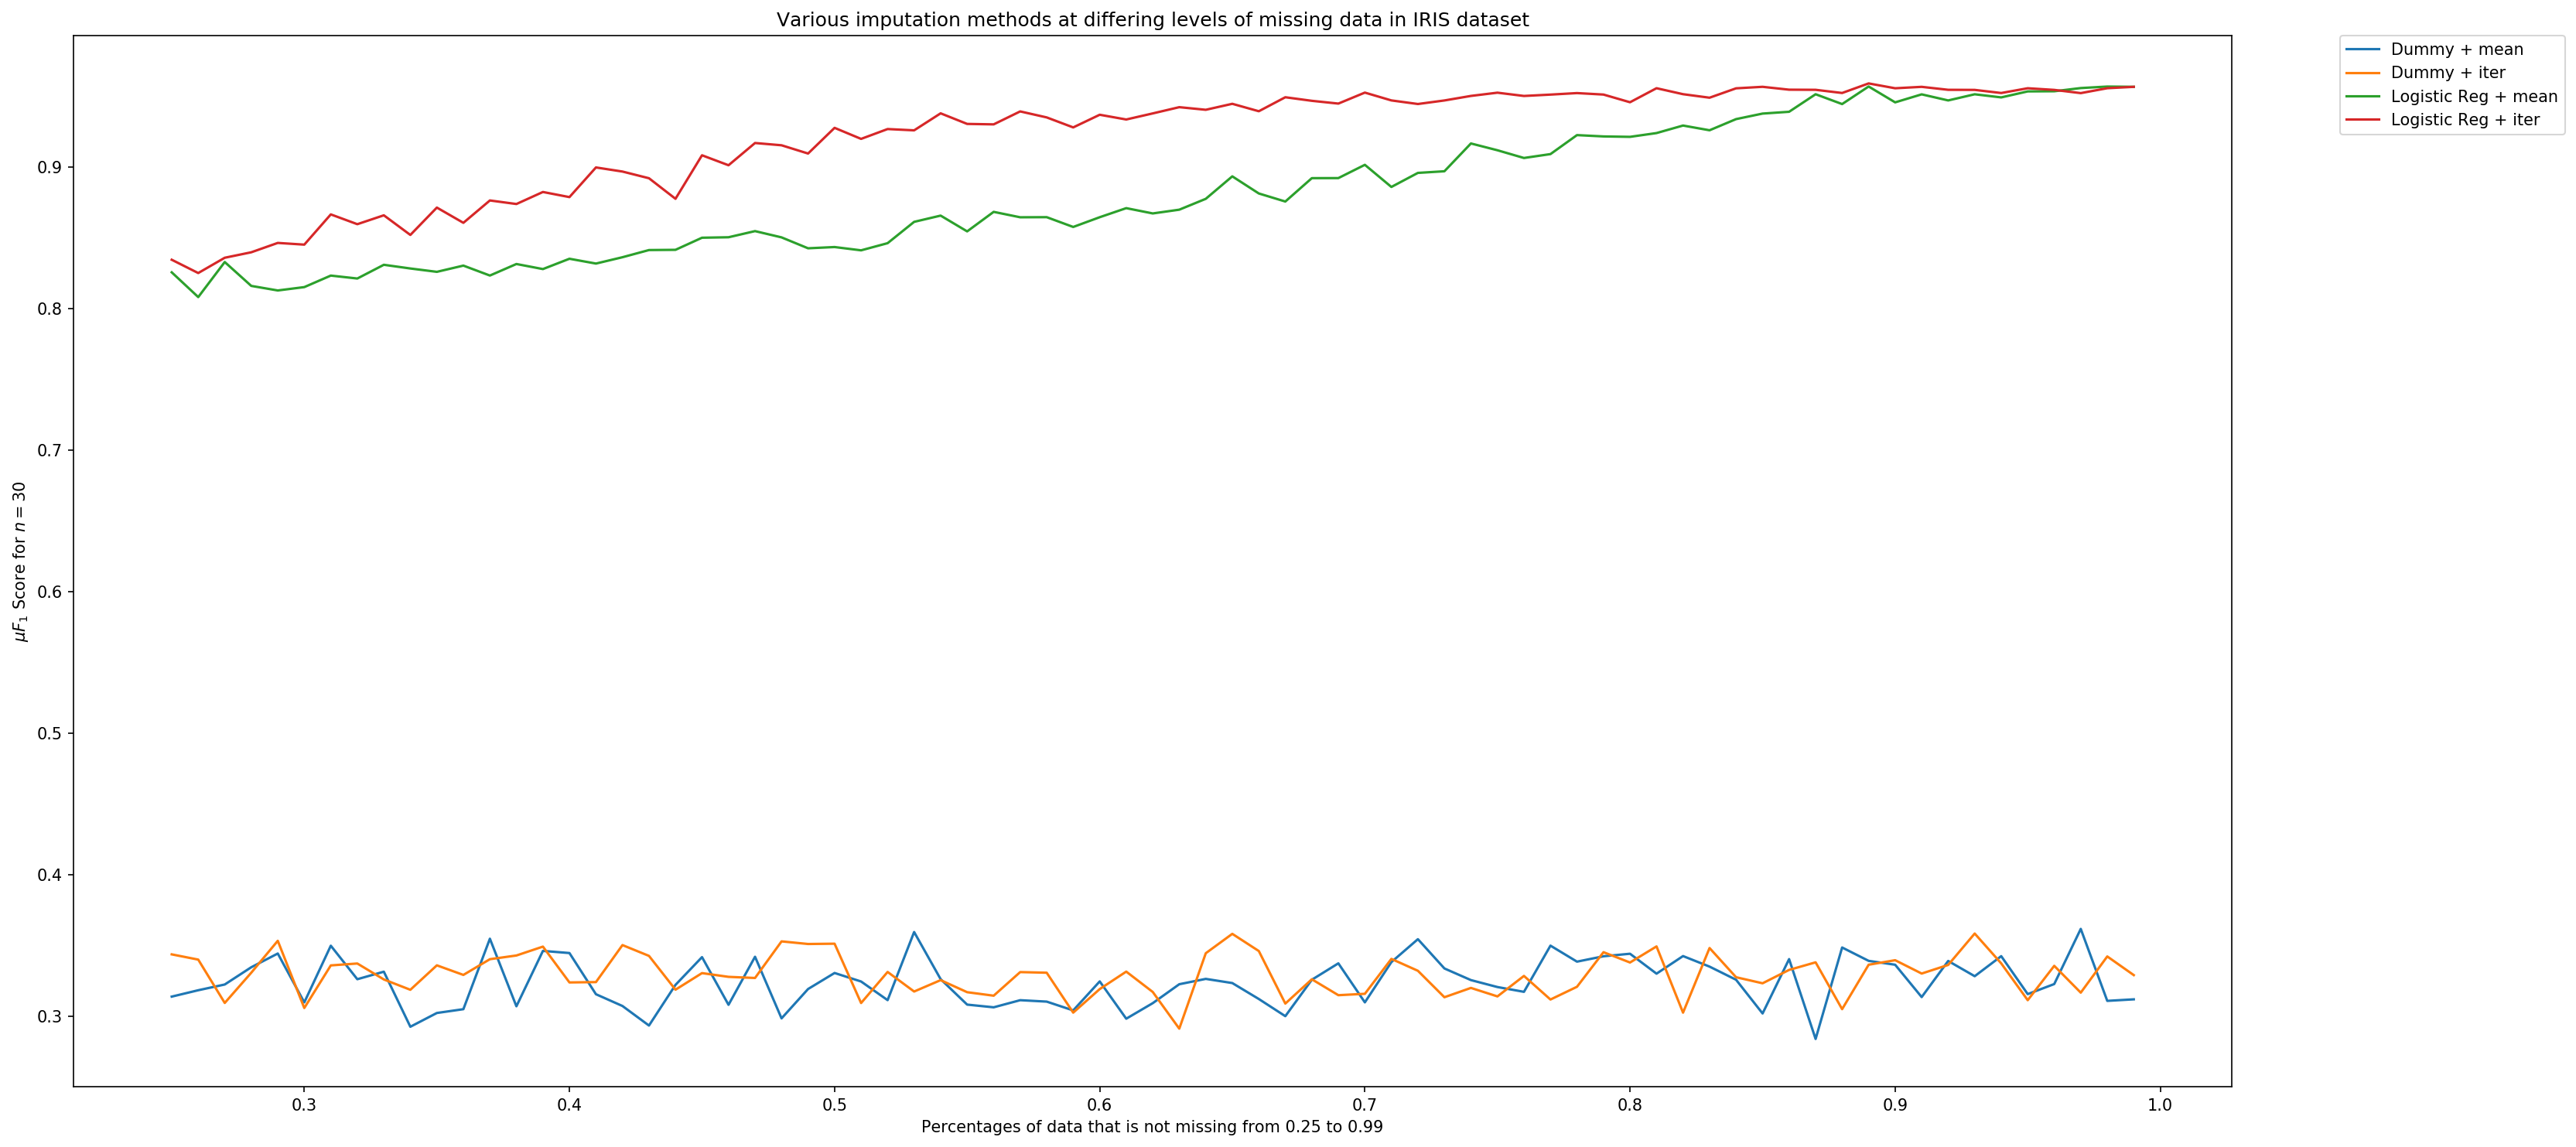 Various imputation methods at differing levels of missing data in IRIS dataset
Dummy + mean
Dummy + iter
Logistic Reg + mean
Logistic Reg + iter
0.9
0.8
0.7
0.6
0.5
0.4
0.3
μF₁ Score for n = 30
0.3 0.4 0.5 0.6 0.7 0.8 0.9 1.0
Percentages of data that is not missing from 0.25 to 0.99